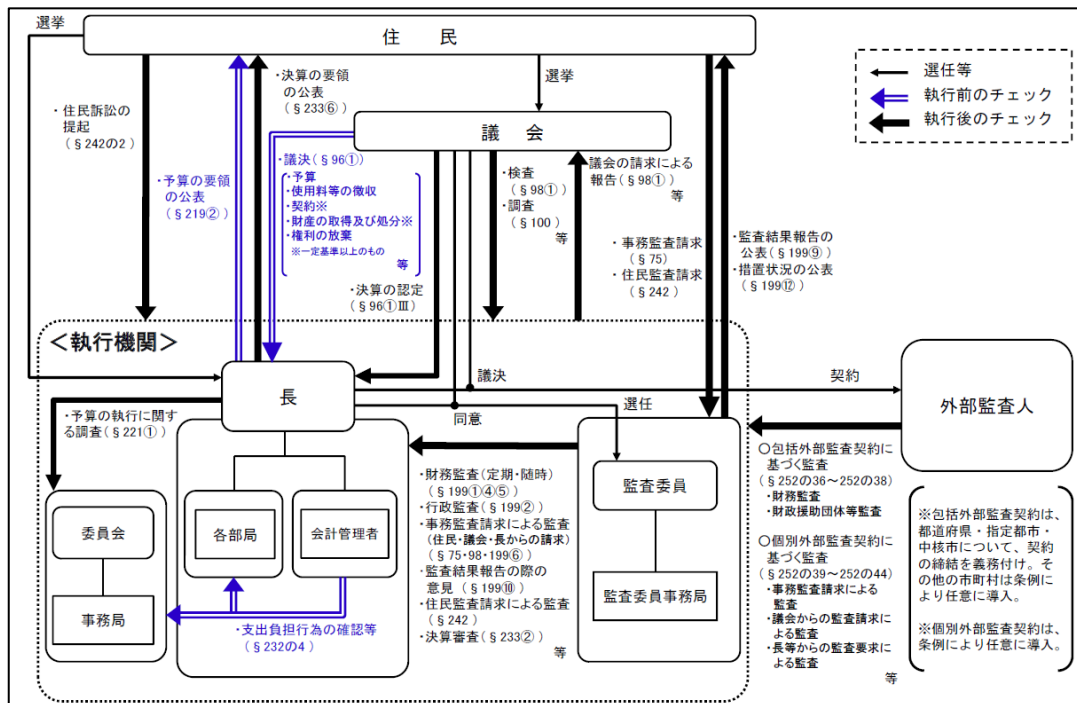 選挙
住　民
選任等
執行前のチェック
執行後のチェック
・決算の要領
の公表
(§233⑥)
選挙
・住民訴訟の
提起
(§242の2)
議　会
・議決(§96①)
・予算
・使用料等の徴収
・契約※
・財産の取得及び処分※
・権利の放棄
※一定基準以上のもの
等
・検査
(§98①)
・調査
(§100)
等
議会の請求による
報告(§98①)
等
・予算の要領
の公表
(§219②)
・事務監査請求
(§75)
・住民監査請求
(§242)
・監査結果報告の
公表(§199⑨)
・措置状況の公表
(§199⑫)
・決算の認定
(§96①Ⅲ)
＜執行機関＞
長
議決
契約
外部監査人
選任
同意
・予算の執行に関す
る調査(§221①)
委員会
事務局
各部局
会計管理者
・支出負担行為の確認等
(§232の4)
・財務監査(定期・随時)
(§199①④⑤)
・行政監査(§199②)
・事務監査請求による監査
(住民・議会・長からの請求)
(§75・98・199⑥)
・監査結果報告の際の
意見(§199⑩)
・住民監査請求による監査
(§242)
・決算審査(§233②)
等
監査委員
監査委員事務局
○包括外部監査契約に
基づく監査
(§252の36～252の38)
・財務監査
・財政援助団体等監査
○個別外部監査契約に
基づく監査
(§252の39～252の44)
・事務監査請求による
監査
・議会からの監査請求
による監査
・長等からの監査要求に
よる監査
等
※包括外部監査契約は、
都道府県・指定都市・
中核市について、契約
の締結を義務付け。そ
の他の市町村は条例に
より任意に導入。
※個別外部監査契約は、
条例により任意に導入。